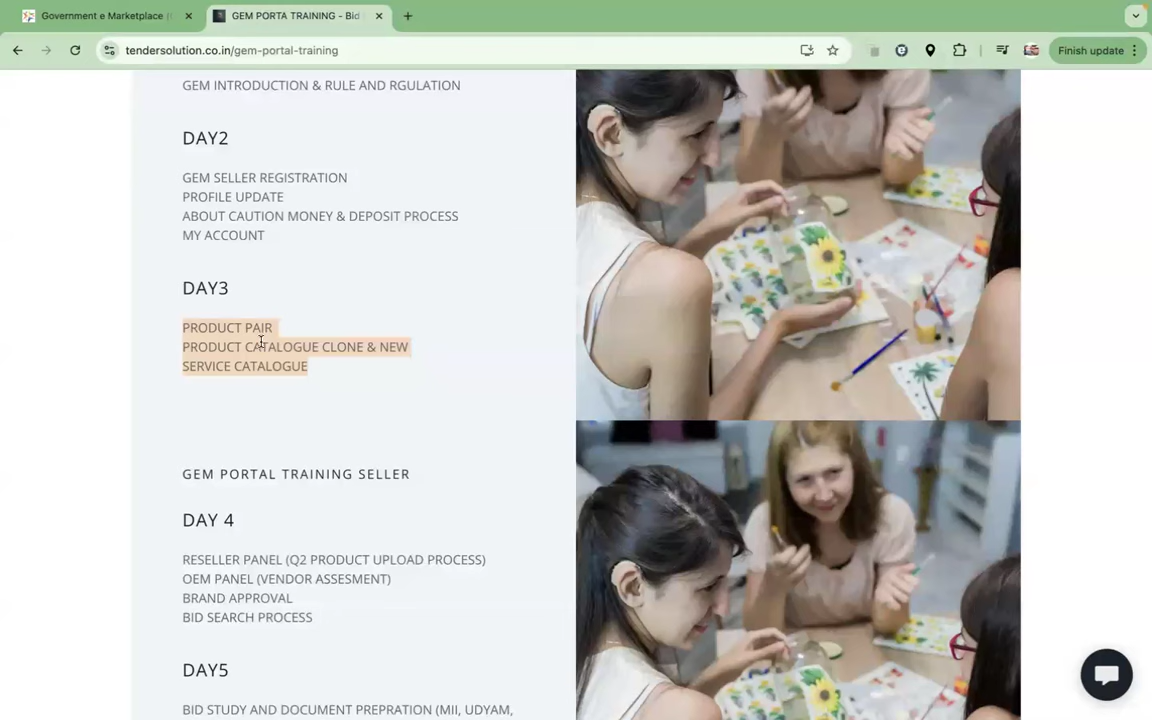 Government e Marketplace (
GEM PORTA TRAINING - Bid
tendersolution.co.in/gem-portal-training
Finish update
GEM INTRODUCTION & RULE AND RGULATION
DAY2
GEM SELLER REGISTRATION
PROFILE UPDATE
ABOUT CAUTION MONEY & DEPOSIT PROCESS
MY ACCOUNT
DAY3
PRODUCT PAIR
PRODUCT CATALOGUE CLONE & NEW
SERVICE CATALOGUE
GEM PORTAL TRAINING SELLER
DAY 4
RESELLER PANEL (Q2 PRODUCT UPLOAD PROCESS)
OEM PANEL (VENDOR ASSESMENT)
BRAND APPROVAL
BID SEARCH PROCESS
DAY5
BID STUDY AND DOCUMENT PREPRATION (MII, UDYAM,